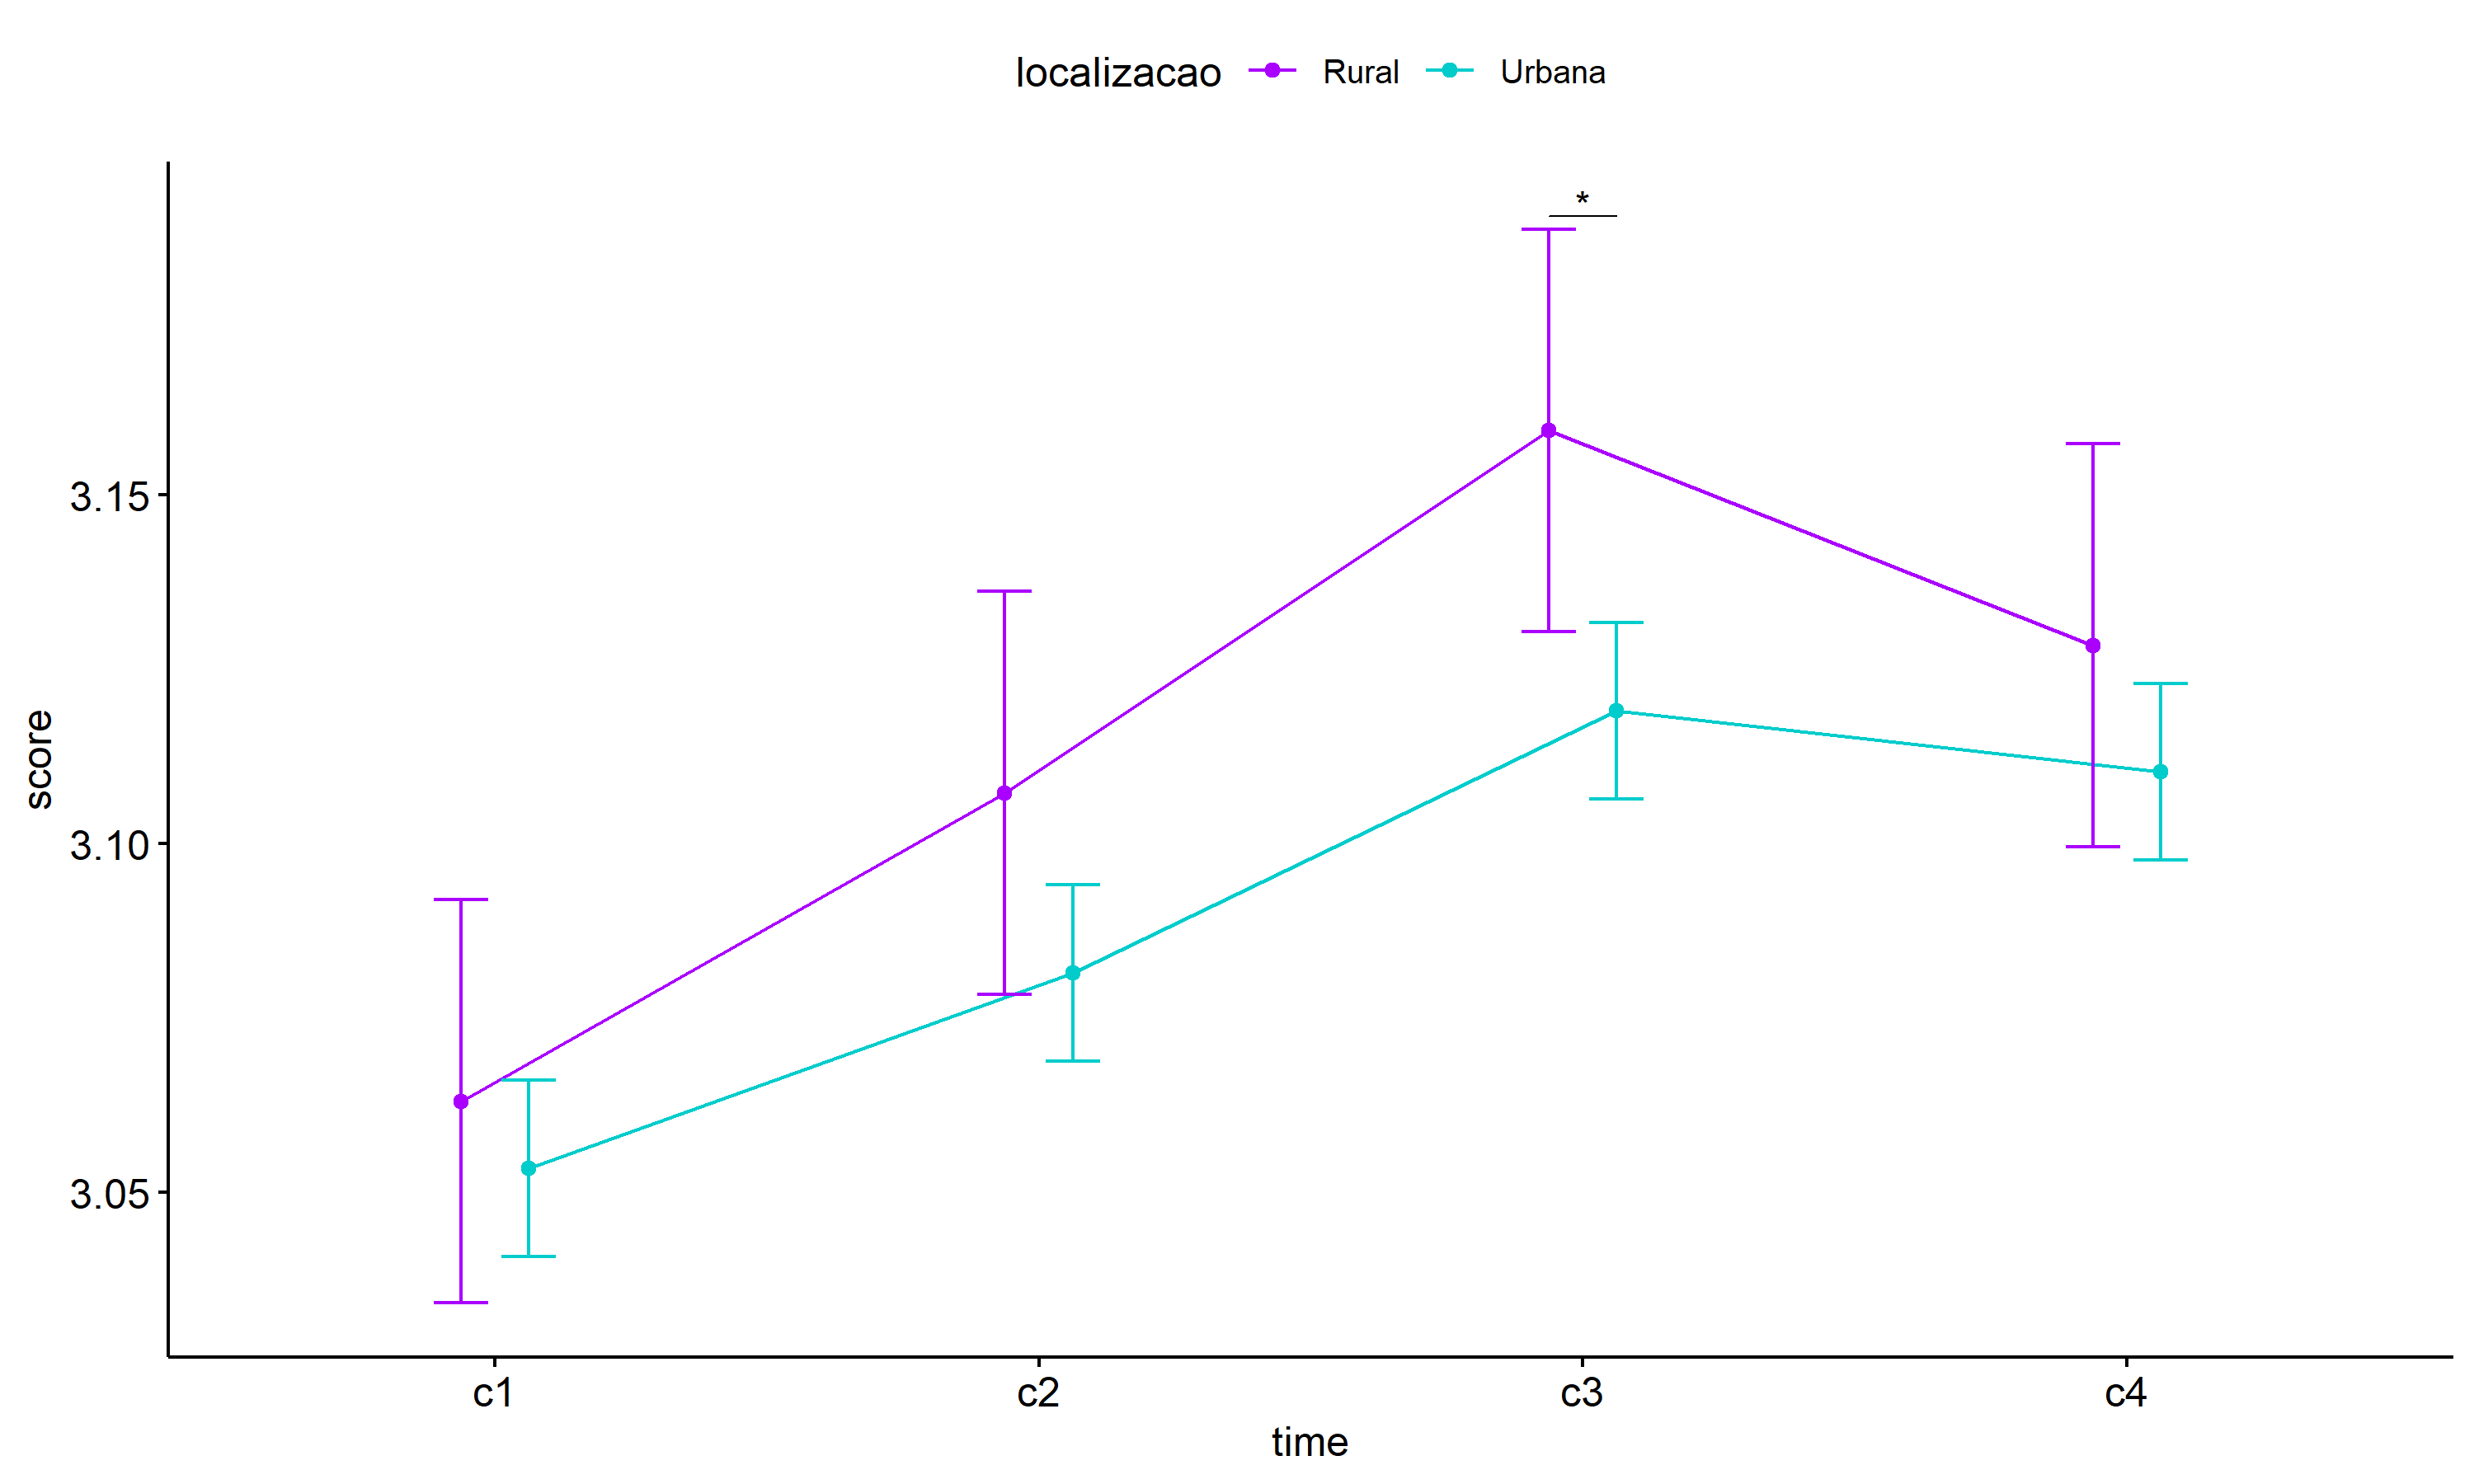 localizacao Rural Urbana
*
3.15
3.10
3.05
score
c1 c2 c3 c4
time